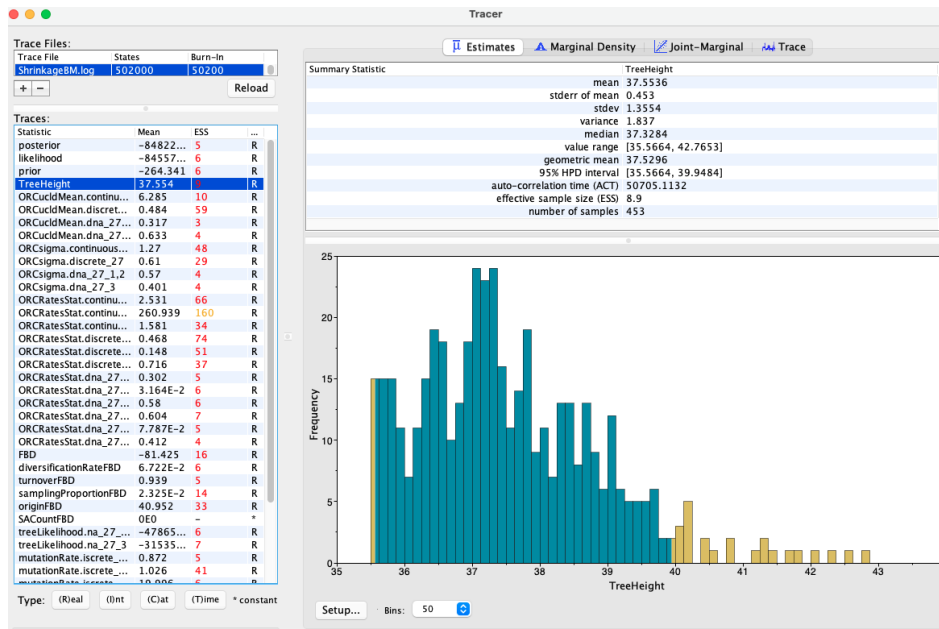 Tracer
Trace Files:
Trace File States Burn-In
ShrinkageBM.log 502000 50200
+ − Reload
Traces:
Statistic Mean ESS ...
posterior -84822... 5 R
likelihood -84557... 6 R
prior -264.341 6 R
TreeHeight 37.554 R
ORCucldMean.continu... 6.285 10 R
ORCucldMean.discret... 0.484 59 R
ORCucldMean.dna_27... 0.317 3 R
ORCucldMean.dna_27... 0.633 4 R
ORCsigma.continuous... 1.27 48 R
ORCsigma.discrete_27 0.61 29 R
ORCsigma.dna_27_1,2 0.57 4 R
ORCsigma.dna_27_3 0.401 4 R
ORCRatesStat.continu... 2.531 66 R
ORCRatesStat.continu... 260.939 160 R
ORCRatesStat.continu... 1.581 34 R
ORCRatesStat.discrete... 0.468 74 R
ORCRatesStat.discrete... 0.148 51 R
ORCRatesStat.discrete... 0.716 37 R
ORCRatesStat.dna_27... 0.302 5 R
ORCRatesStat.dna_27... 3.164E-2 6 R
ORCRatesStat.dna_27... 0.58 6 R
ORCRatesStat.dna_27... 0.604 7 R
ORCRatesStat.dna_27... 7.787E-2 5 R
ORCRatesStat.dna_27... 0.412 4 R
FBD -81.425 16 R
diversificationRateFBD 6.722E-2 6 R
turnoverFBD 0.939 5 R
samplingProportionFBD 2.325E-2 14 R
originFBD 40.952 33 R
SACountFBD 0E0 - *
treeLikelihood.na_27_... -47865... 6 R
treeLikelihood.na_27_3 -31535... 7 R
mutationRate.iscrete_... 0.872 5 R
mutationRate.iscrete_... 1.026 41 R
Type: (R)eal (I)nt (C)at (T)ime * constant
Estimates Marginal Density Joint-Marginal Trace
Summary Statistic TreeHeight
mean 37.5536
stderr of mean 0.453
stdev 1.3554
variance 1.837
median 37.3284
value range [35.5664, 42.7653]
geometric mean 37.5296
95% HPD interval [35.5664, 39.9484]
auto-correlation time (ACT) 50705.1132
effective sample size (ESS) 8.9
number of samples 453
25
20
15
10
5
0
Frequency
35 36 37 38 39 40 41 42 43
TreeHeight
Setup... Bins: 50